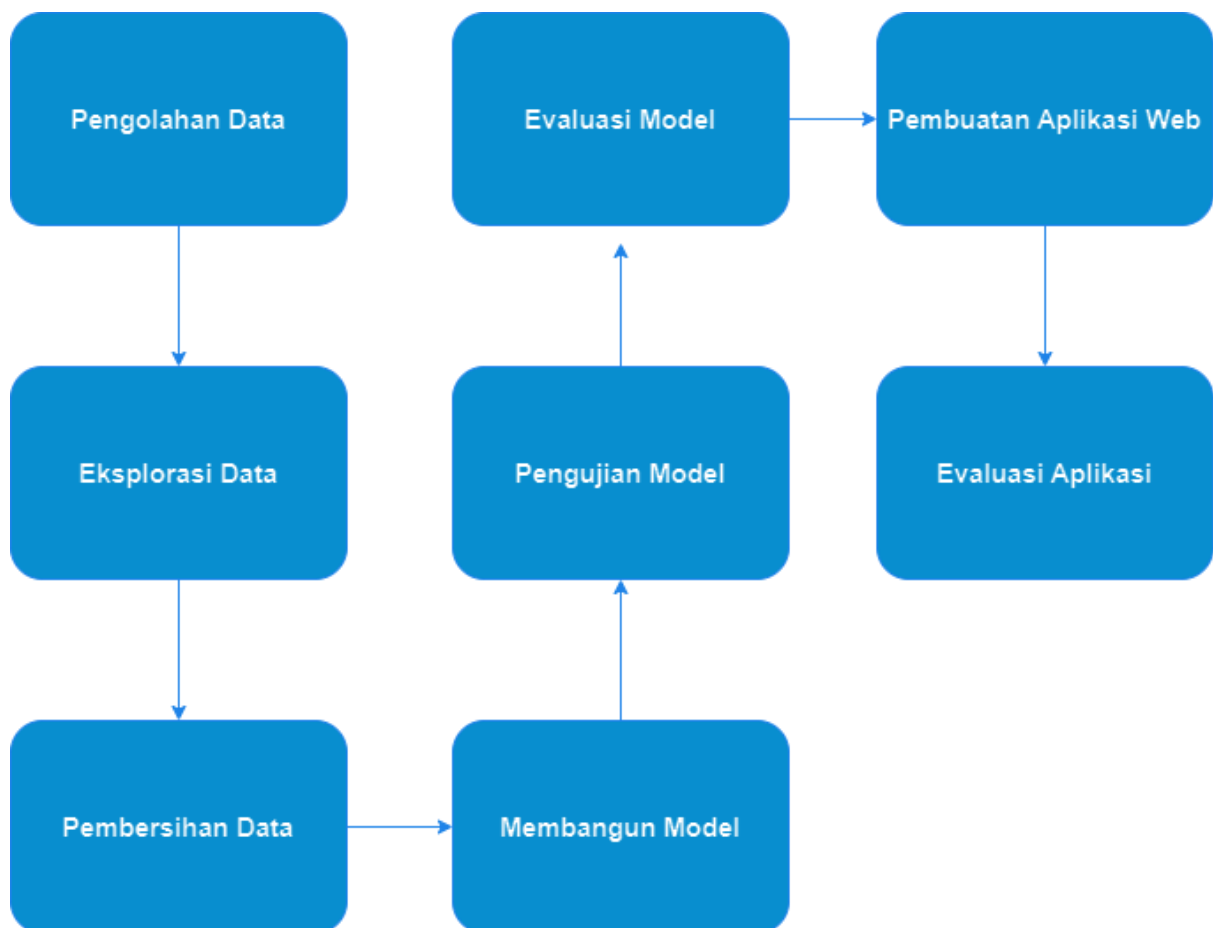 Pengolahan Data
Eksplorasi Data
Pembersihan Data
Membangun Model
Pengujian Model
Evaluasi Model
Pembuatan Aplikasi Web
Evaluasi Aplikasi